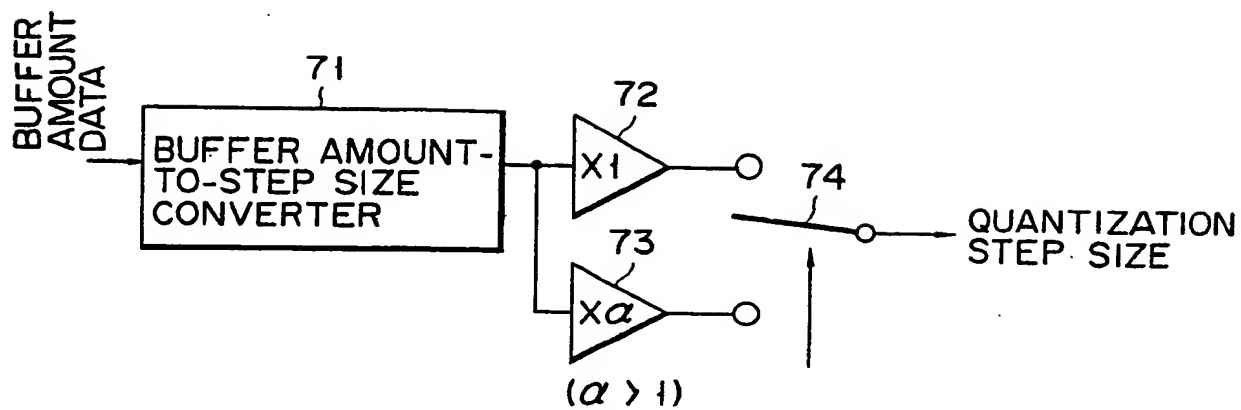 BUFFER
AMOUNT
DATA
71
BUFFER AMOUNT-
TO-STEP SIZE
CONVERTER
72
X1
73
Xα
(α > 1)
74
QUANTIZATION
STEP SIZE